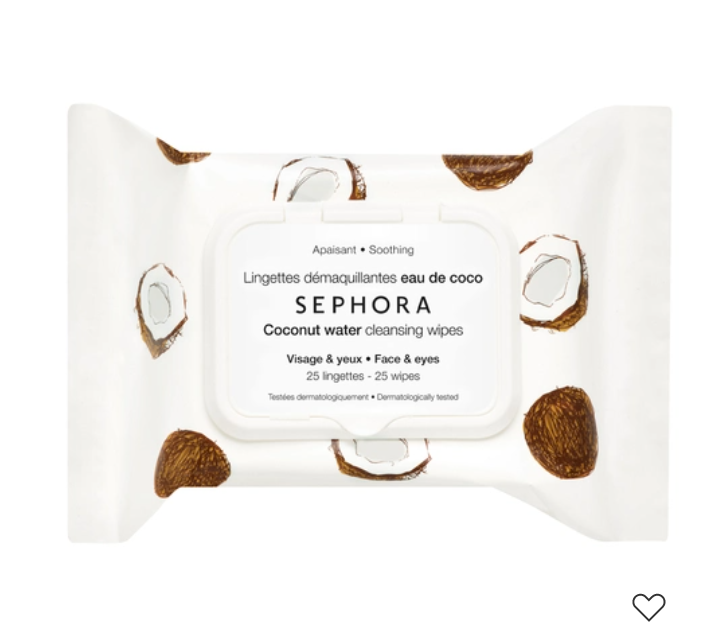 Apaisant • Soothing
Lingettes démaquillantes eau de coco
SEPHORA
Coconut water cleansing wipes
Visage & yeux • Face & eyes
25 lingettes - 25 wipes
Testées dermatologiquement • Dermatologically tested